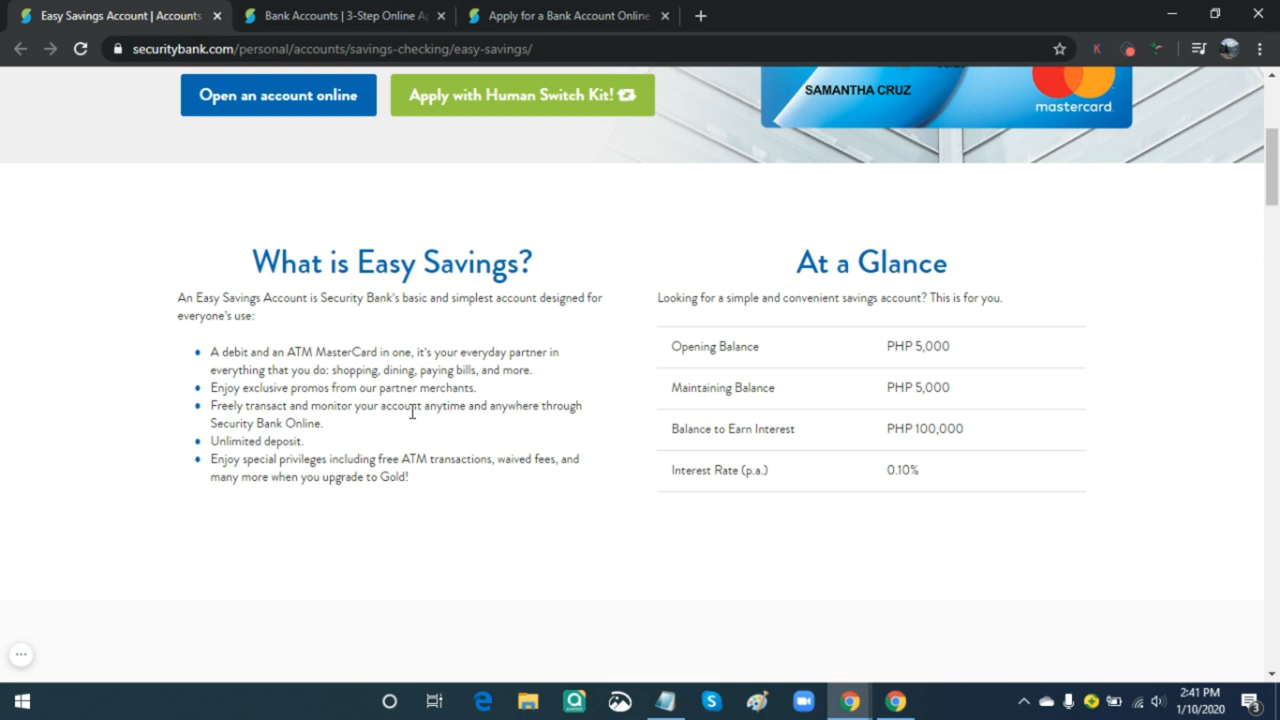 Easy Savings Account | Accounts
Bank Accounts | 3-Step Online A
Apply for a Bank Account Online
securitybank.com/personal/accounts/savings-checking/easy-savings/
K
Open an account online
Apply with Human Switch Kit!
SAMANTHA CRUZ
mastercard.
What is Easy Savings?
An Easy Savings Account is Security Bank's basic and simplest account designed for
everyone's use:
A debit and an ATM MasterCard in one, it's your everyday partner in
everything that you do: shopping, dining, paying bills, and more.
Enjoy exclusive promos from our partner merchants.
Freely transact and monitor your account anytime and anywhere through
Security Bank Online.
Unlimited deposit.
Enjoy special privileges including free ATM transactions, waived fees, and
many more when you upgrade to Gold!
At a Glance
Looking for a simple and convenient savings account? This is for you.
Opening Balance PHP 5,000
Maintaining Balance PHP 5,000
Balance to Earn Interest PHP 100,000
Interest Rate (p.a.) 0.10%
2:41 PM
1/10/2020
3